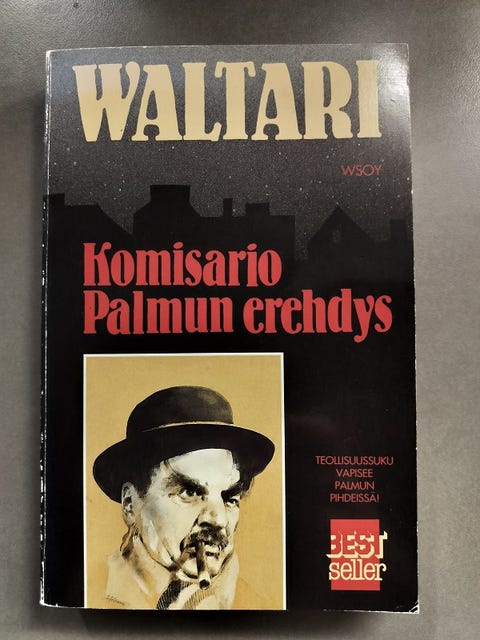 WALTARI
WSOY
Komisario
Palmun erehdys
TEOLLISUUSSUKU
VAPISEE
PALMUN
PIHDEISSÄ!
BEST
seller